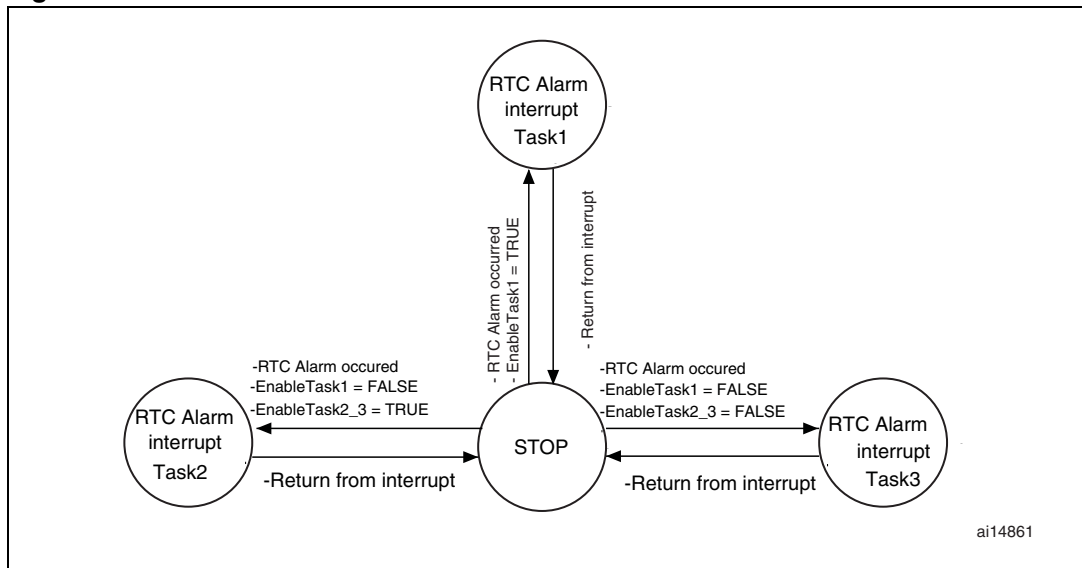 RTC Alarm
interrupt
Task1
- RTC Alarm occurred
- EnableTask1 = TRUE
- Return from interrupt
-RTC Alarm occured
-EnableTask1 = FALSE
-EnableTask2_3 = TRUE
-RTC Alarm occured
-EnableTask1 = FALSE
-EnableTask2_3 = FALSE
RTC Alarm
interrupt
Task2
STOP
RTC Alarm
interrupt
Task3
-Return from interrupt
-Return from interrupt
ai14861